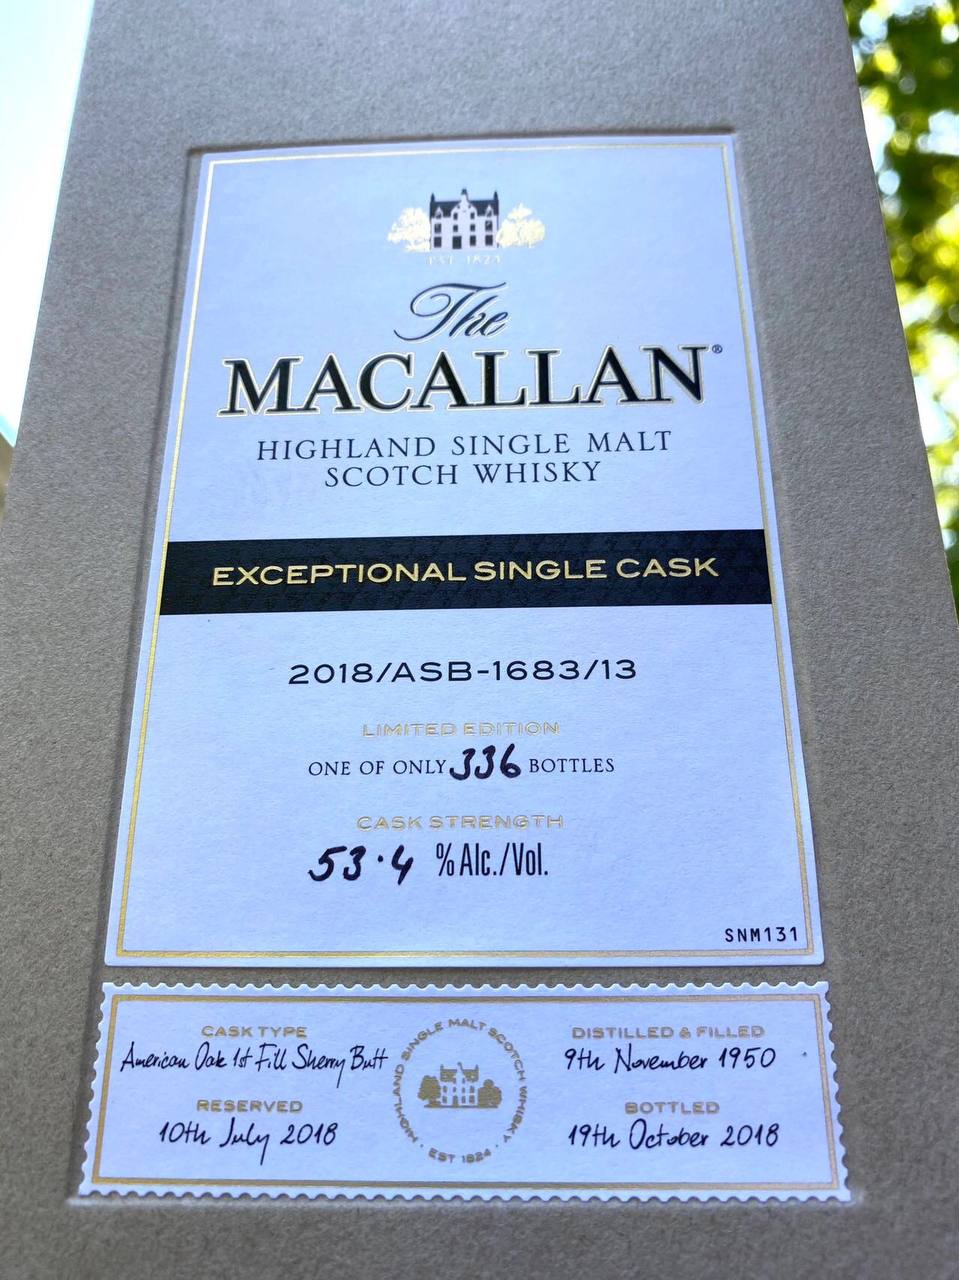 EST 1824
The
MACALLAN®
HIGHLAND SINGLE MALT
SCOTCH WHISKY
EXCEPTIONAL SINGLE CASK
2018/ASB-1683/13
LIMITED EDITION
ONE OF ONLY 336 BOTTLES
CASK STRENGTH
53.4 %Alc./Vol.
SNM131
CASK TYPE
American Oak 1st Fill Sherry Butt
RESERVED
10th July 2018
HIGHLAND SINGLE MALT SCOTCH WHISKY
EST 1824
DISTILLED & FILLED
9th November 1950
BOTTLED
19th October 2018